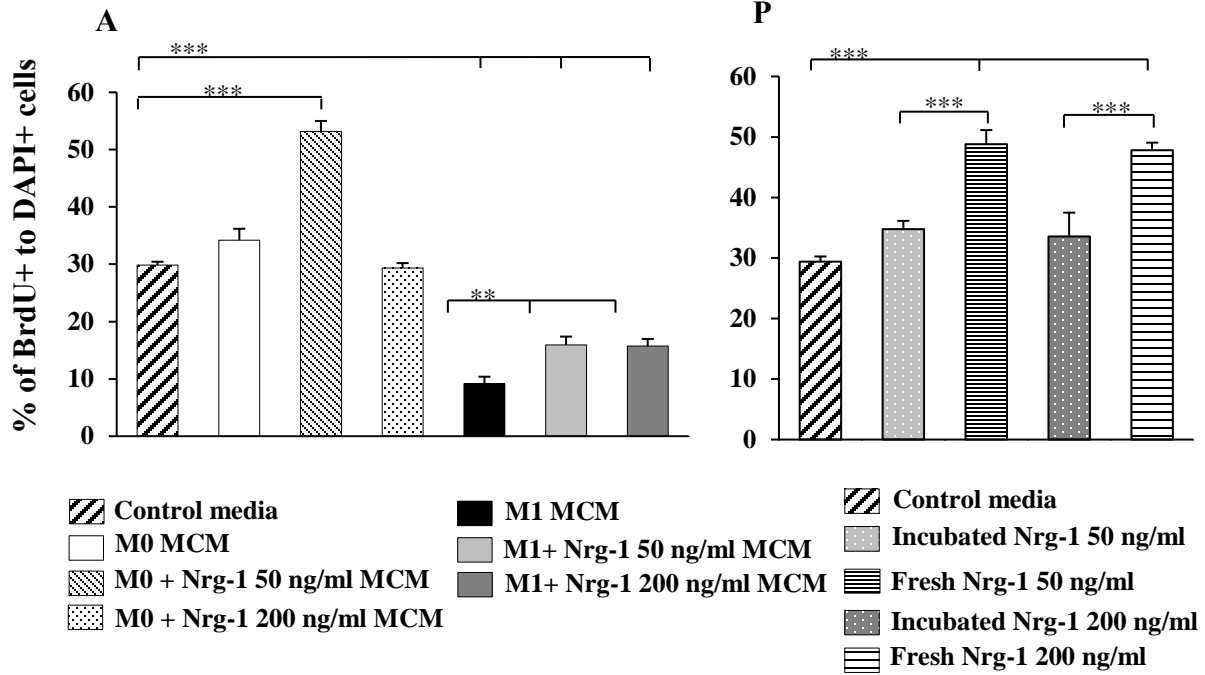 A
P
***
***
60
50
40
30
20
10
0
% of BrdU+ to DAPI+ cells
**
***
***
***
60
50
40
30
20
10
0
Control media
M0 MCM
M0 + Nrg-1 50 ng/ml MCM
M0 + Nrg-1 200 ng/ml MCM
M1 MCM
M1+ Nrg-1 50 ng/ml MCM
M1+ Nrg-1 200 ng/ml MCM
Control media
Incubated Nrg-1 50 ng/ml
Fresh Nrg-1 50 ng/ml
Incubated Nrg-1 200 ng/ml
Fresh Nrg-1 200 ng/ml